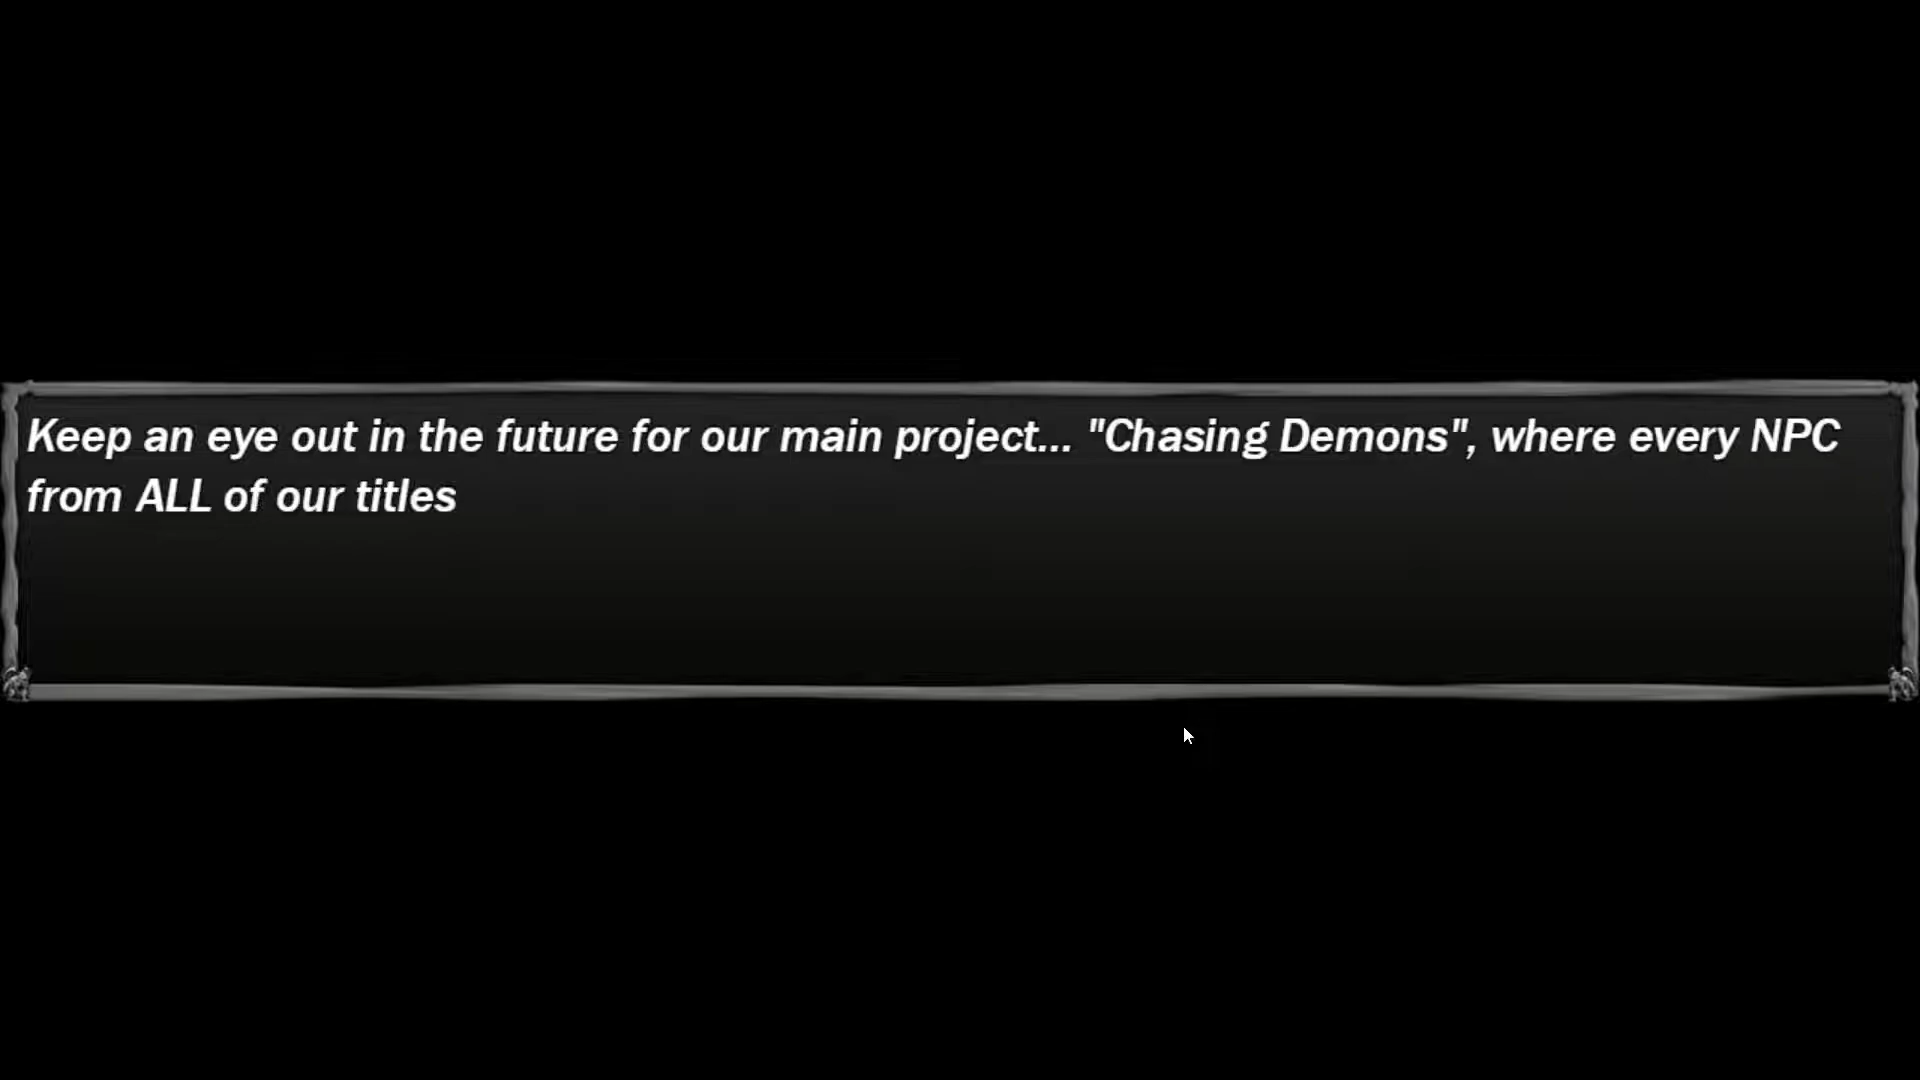 Keep an eye out in the future for our main project... "Chasing Demons", where every NPC
from ALL of our titles